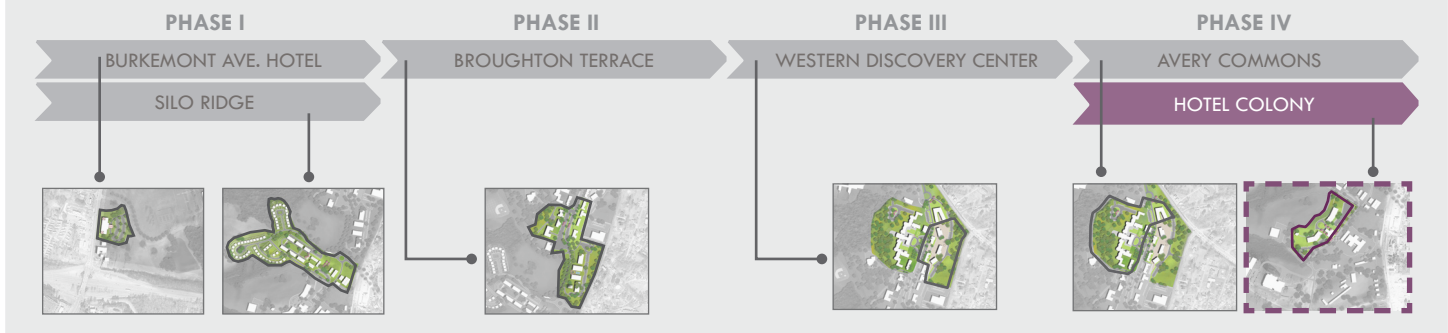 PHASE I
PHASE II
PHASE III
PHASE IV
BURKEMONT AVE. HOTEL
BROUGHTON TERRACE
WESTERN DISCOVERY CENTER
AVERY COMMONS
SILO RIDGE
HOTEL COLONY